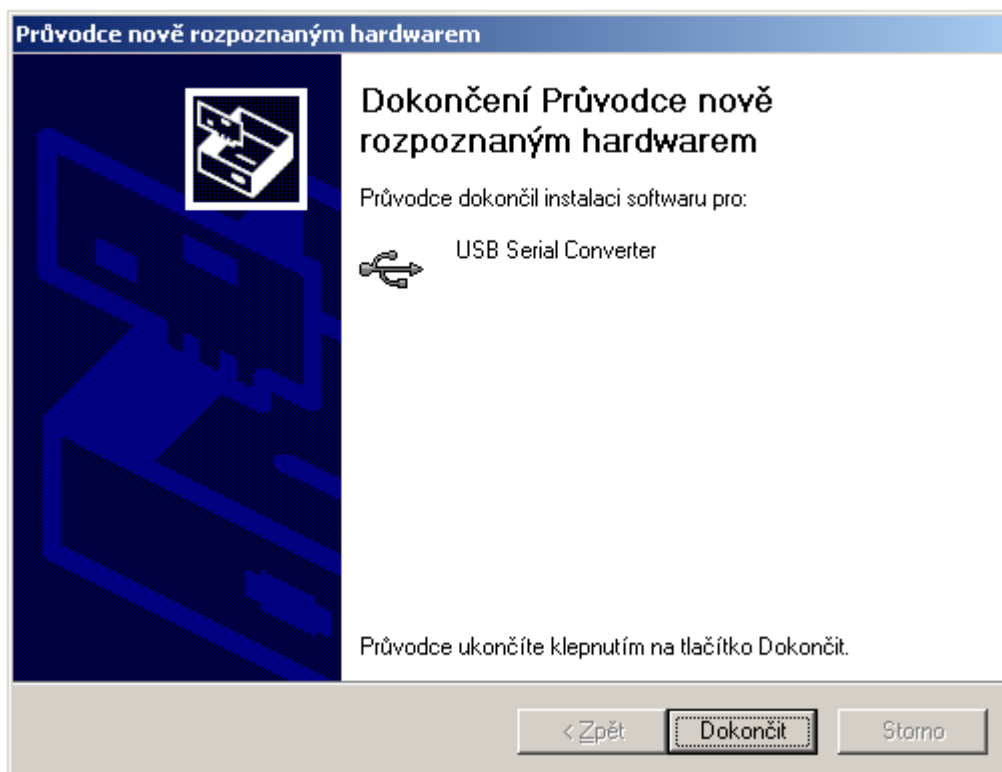 Průvodce nově rozpoznaným hardwarem
Dokončení Průvodce nově
rozpoznaným hardwarem
Průvodce dokončil instalaci softwaru pro:
USB Serial Converter
Průvodce ukončíte klepnutím na tlačítko Dokončit.
< Zpět
Dokončit
Storno